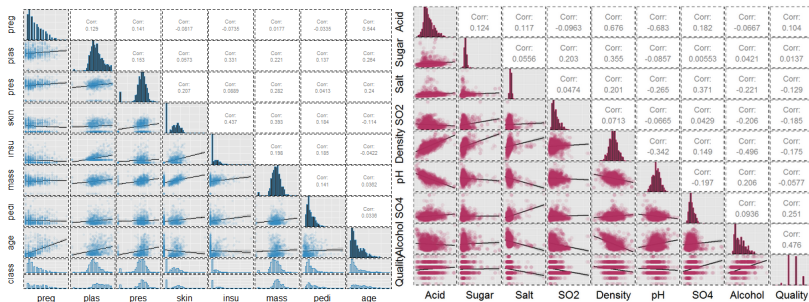 preg Corr: 0.129 Corr: 0.141 Corr: -0.0817 Corr: -0.0735 Corr: 0.0177 Corr: -0.0335 Corr: 0.544
plas Corr: 0.153 Corr: 0.0573 Corr: 0.331 Corr: 0.221 Corr: 0.137 Corr: 0.264
pres Corr: 0.207 Corr: 0.0889 Corr: 0.282 Corr: 0.0413 Corr: 0.24
skin Corr: 0.437 Corr: 0.393 Corr: 0.184 Corr: -0.114
insu Corr: 0.198 Corr: 0.185 Corr: -0.0422
mass Corr: 0.141 Corr: 0.0362
pedi Corr: 0.0336
age
class
preg plas pres skin insu mass pedi age
Acid Corr: 0.124 Corr: 0.117 Corr: -0.0963 Corr: 0.676 Corr: -0.683 Corr: 0.182 Corr: -0.0667 Corr: 0.104
Sugar Corr: 0.0556 Corr: 0.203 Corr: 0.355 Corr: -0.0857 Corr: 0.00553 Corr: 0.0421 Corr: 0.0137
Salt Corr: 0.0474 Corr: 0.201 Corr: -0.265 Corr: 0.371 Corr: -0.221 Corr: -0.129
SO2 Corr: 0.0713 Corr: -0.0665 Corr: 0.0429 Corr: -0.206 Corr: -0.185
Density Corr: -0.342 Corr: 0.149 Corr: -0.496 Corr: -0.175
pH Corr: -0.197 Corr: 0.206 Corr: -0.0577
SO4 Corr: 0.0936 Corr: 0.251
Alcohol Corr: 0.476
Quality
Acid Sugar Salt SO2 Density pH SO4 Alcohol Quality